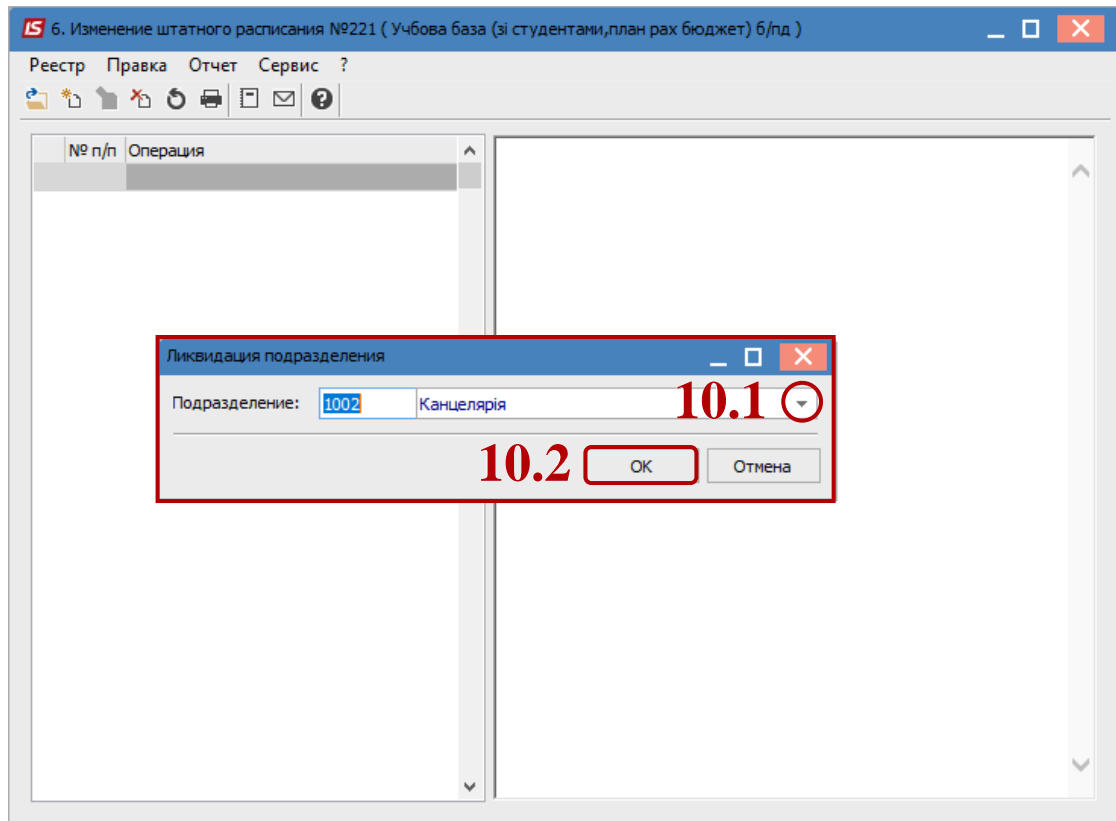 IS 6. Изменение штатного расписания №221 ( Учбова база (зі студентами,план рах бюджет) б/пд )
Реестр Правка Отчет Сервис ?
№ п/п Операция
Ликвидация подразделения
Подразделение: 1002 Канцелярія 10.1
10.2 OK Отмена